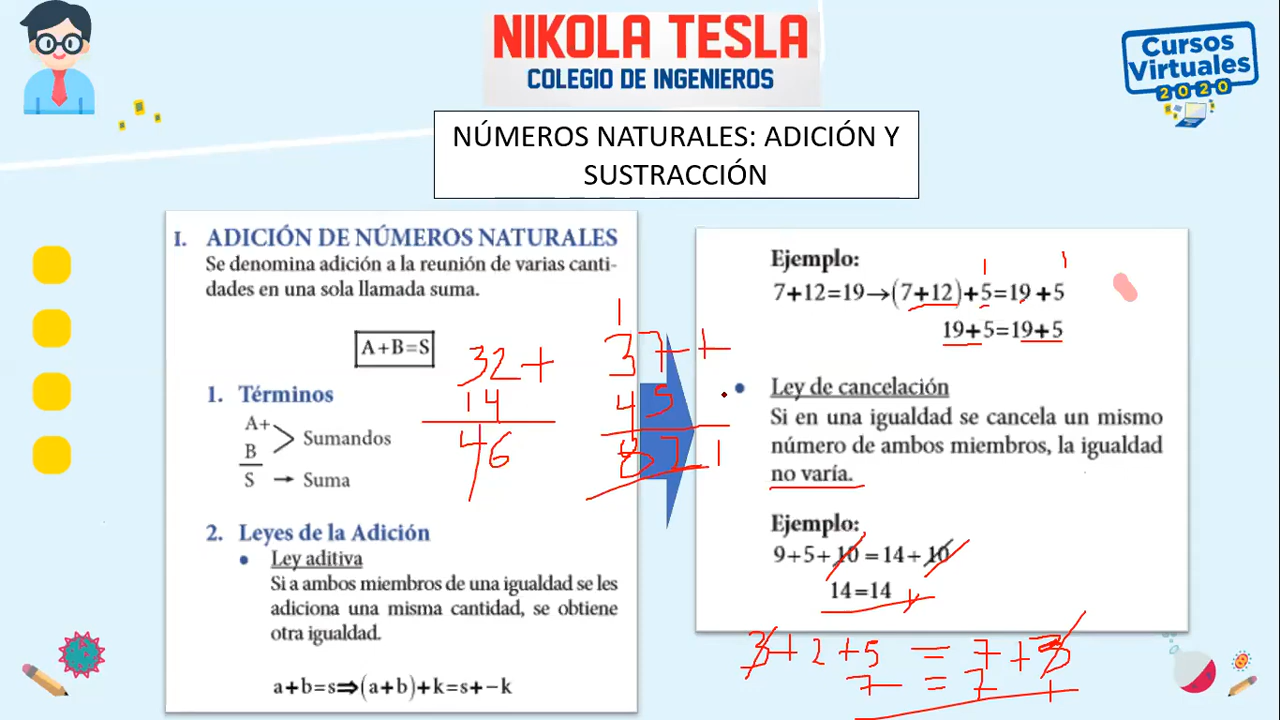 NIKOLA TESLA
COLEGIO DE INGENIEROS
Cursos
Virtuales
2020
NÚMEROS NATURALES: ADICIÓN Y
SUSTRACCIÓN
I. ADICIÓN DE NÚMEROS NATURALES
Se denomina adición a la reunión de varias canti-
dades en una sola llamada suma.
A+B=S
1. Términos
A+
B
Sumandos
S → Suma
32+
14
46
1
37+
45
82
2. Leyes de la Adición
• Ley aditiva
Si a ambos miembros de una igualdad se les
adiciona una misma cantidad, se obtiene
otra igualdad.
a+b=s⇒(a+b)+k=s+−k
Ejemplo:
7+12=19→(7+12)+5=19+5
19+5=19+5
• Ley de cancelación
Si en una igualdad se cancela un mismo
número de ambos miembros, la igualdad
no varía.
Ejemplo:
9+5+10=14+10
14=14
3+2+5=7+3
7=7